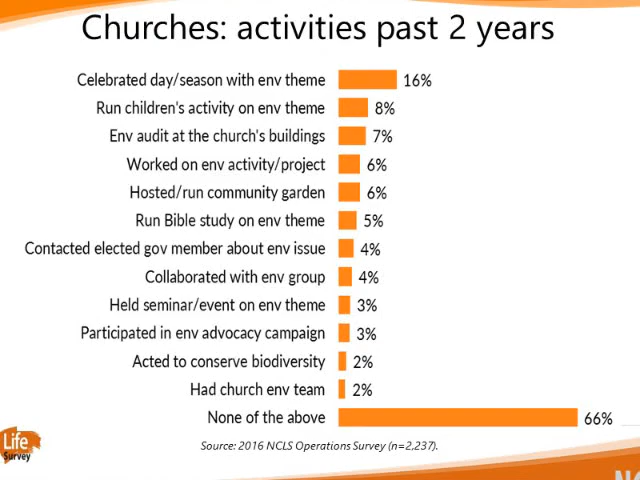 Churches: activities past 2 years
Celebrated day/season with env theme 16%
Run children's activity on env theme 8%
Env audit at the church's buildings 7%
Worked on env activity/project 6%
Hosted/run community garden 6%
Run Bible study on env theme 5%
Contacted elected gov member about env issue 4%
Collaborated with env group 4%
Held seminar/event on env theme 3%
Participated in env advocacy campaign 3%
Acted to conserve biodiversity 2%
Had church env team 2%
None of the above 66%
Life
Survey
Source: 2016 NCLS Operations Survey (n=2,237).